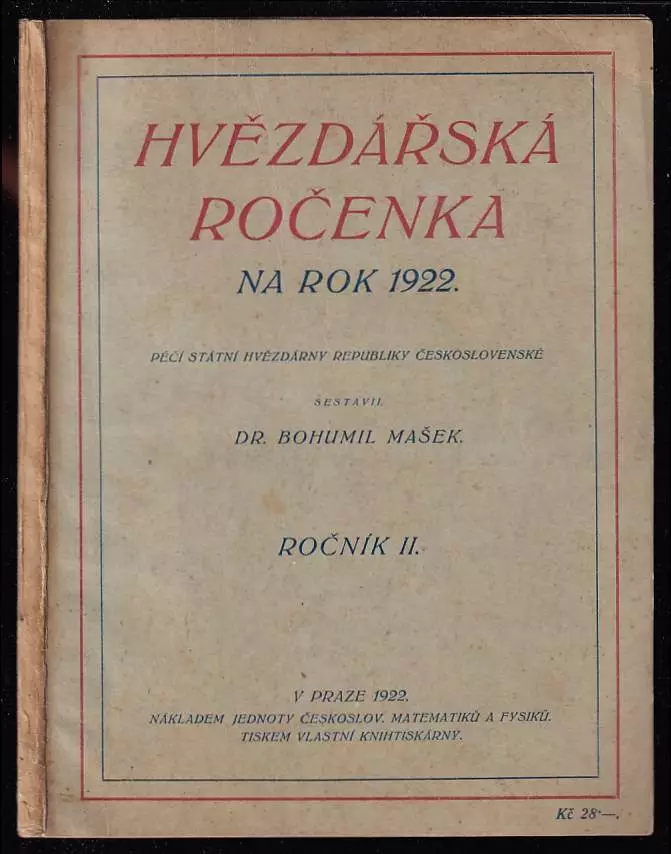 HVĚZDÁŘSKÁ
ROČENKA
NA ROK 1922.
PÉČÍ STÁTNÍ HVĚZDÁRNY REPUBLIKY ČESKOSLOVENSKÉ
SESTAVIL
DR. BOHUMIL MAŠEK.
ROČNÍK II.
V PRAZE 1922.
NÁKLADEM JEDNOTY ČESKOSLOV. MATEMATIKŮ A FYSIKŮ.
TISKEM VLASTNÍ KNIHTISKÁRNY.
Kč 28·—.